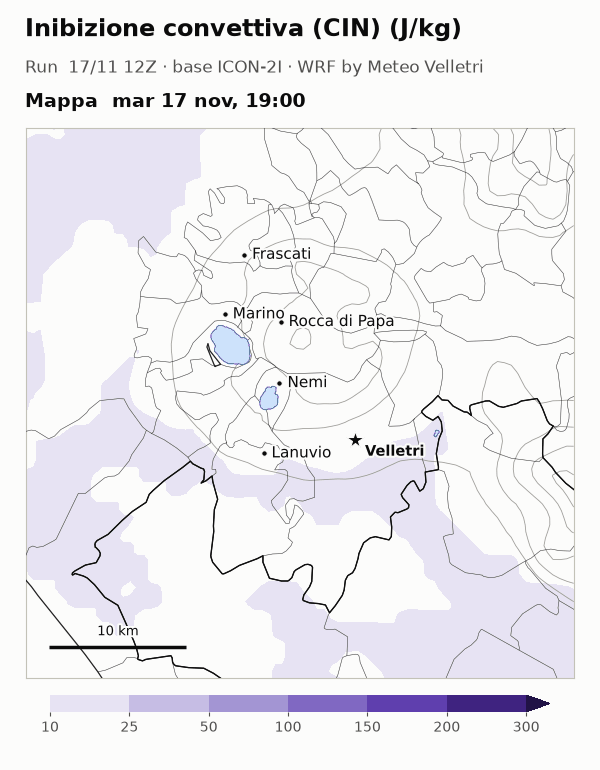 Inibizione convettiva (CIN) (J/kg)
Run 17/11 12Z · base ICON-2I · WRF by Meteo Velletri
Mappa mar 17 nov, 19:00
Frascati
Marino
Rocca di Papa
Nemi
Velletri
Lanuvio
10 km
10 25 50 100 150 200 300